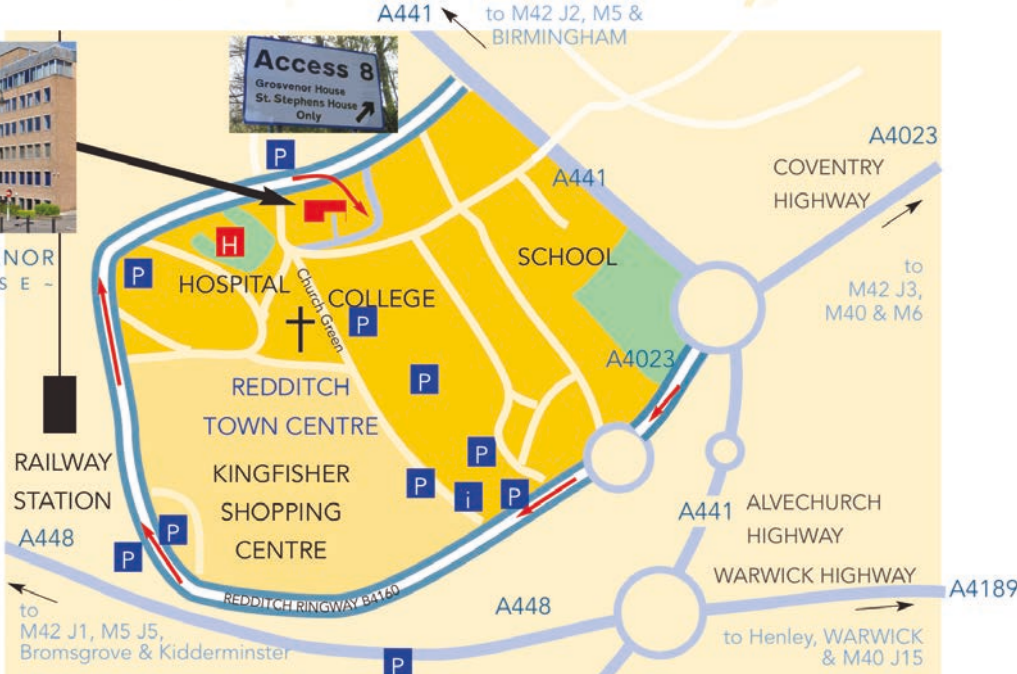 A441
to M42 J2, M5 &
BIRMINGHAM
Access 8
Grosvenor House
St. Stephens House
Only
P
A4023
COVENTRY
HIGHWAY
A441
H
NOR
S E ~
P
HOSPITAL
SCHOOL
to
M42 J3,
M40 & M6
Church Green
COLLEGE
P
A4023
REDDITCH
TOWN CENTRE
P
KINGFISHER
SHOPPING
CENTRE
P
P
i
P
RAILWAY
STATION
A441
ALVECHURCH
HIGHWAY
A448
P
P
WARWICK HIGHWAY
A4189
REDDITCH RINGWAY B4160
A448
to
M42 J1, M5 J5,
Bromsgrove & Kidderminster
to Henley, WARWICK
& M40 J15
P